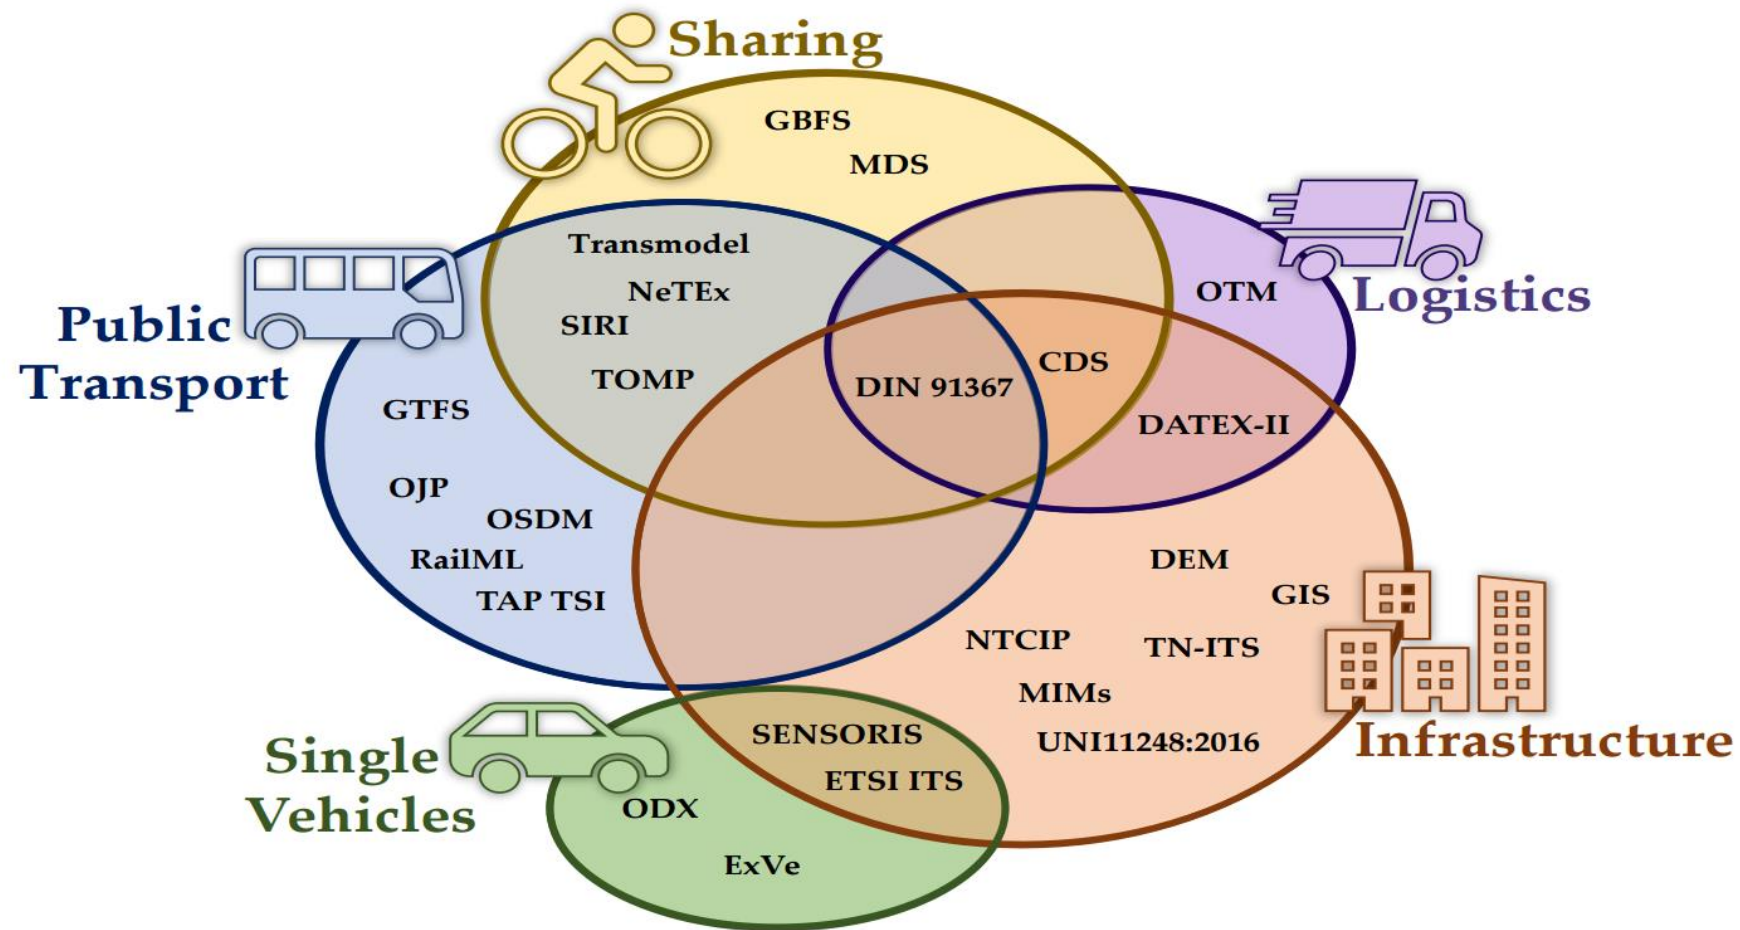 Sharing
GBFS
MDS
Transmodel
NeTEx
SIRI
TOMP
OTM
Logistics
Public
Transport
CDS
DIN 91367
GTFS
DATEX-II
OJP
OSDM
RailML
TAP TSI
DEM
GIS
NTCIP
TN-ITS
MIMs
UNI11248:2016
Infrastructure
SENSORIS
ETSI ITS
Single
Vehicles
ODX
ExVe